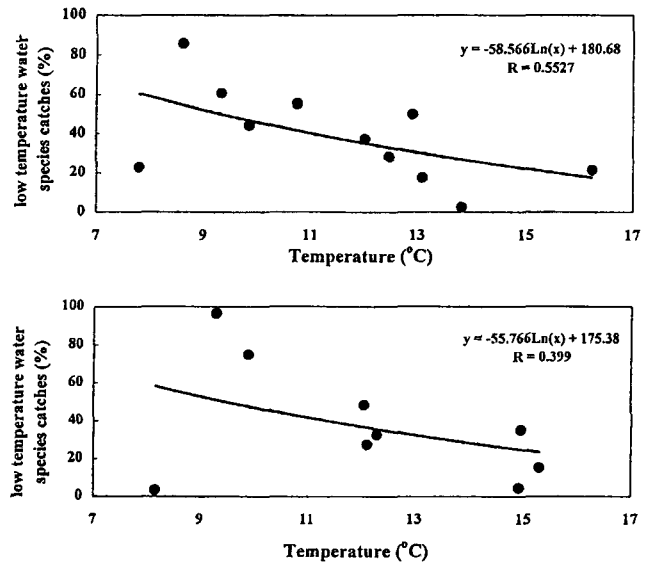 low temperature water
species catches (%)
100
80
60
40
20
0
y = -58.566Ln(x) + 180.68
R = 0.5527
7 9 11 13 15 17
Temperature (°C)
low temperature water
species catches (%)
100
80
60
40
20
0
y = -55.766Ln(x) + 175.38
R = 0.399
7 9 11 13 15 17
Temperature (°C)